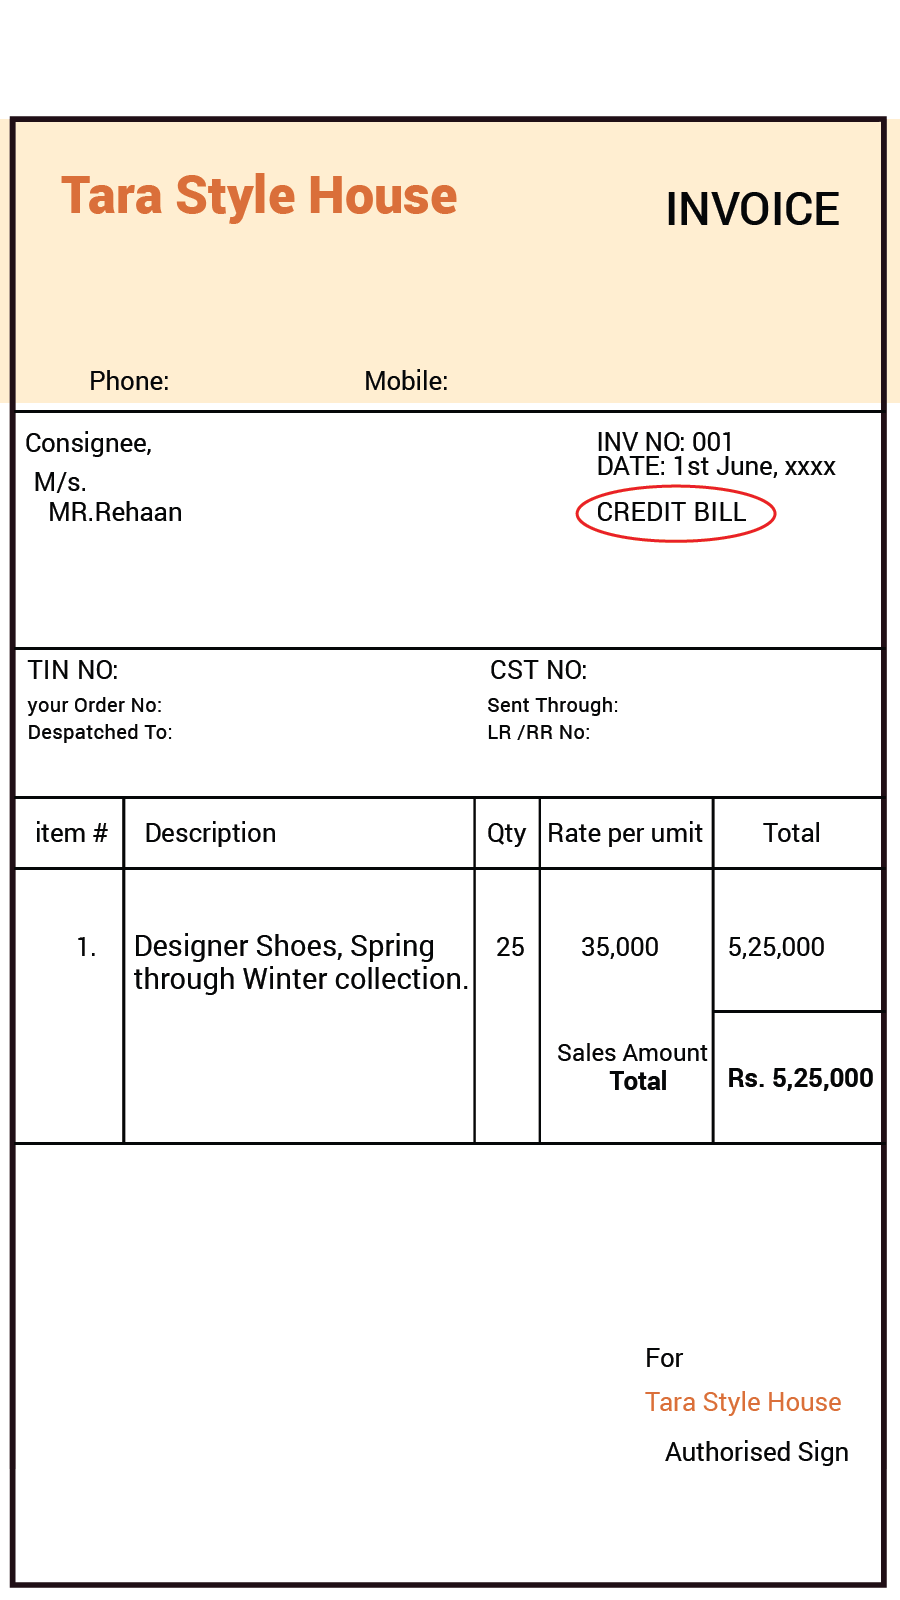 Tara Style House
INVOICE
Phone: Mobile:
Consignee,
M/s.
MR.Rehaan
INV NO: 001
DATE: 1st June, xxxx
CREDIT BILL
TIN NO: CST NO:
your Order No: Sent Through:
Despatched To: LR /RR No:
item # Description Qty Rate per umit Total
1. Designer Shoes, Spring 25 35,000 5,25,000
through Winter collection.
Sales Amount
Total Rs. 5,25,000
For
Tara Style House
Authorised Sign